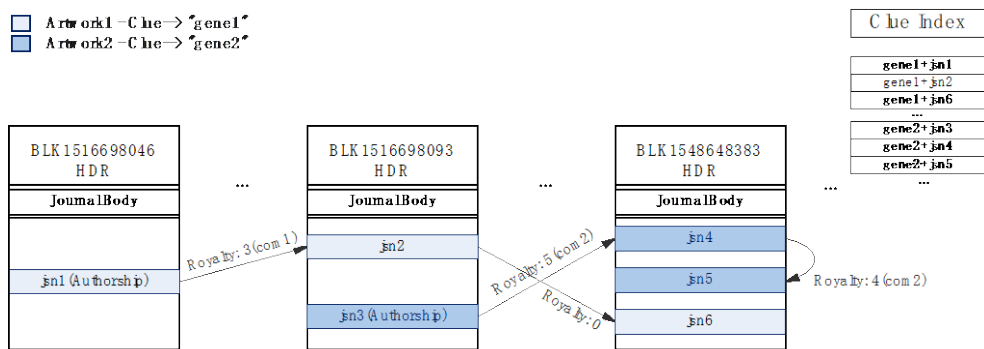 Artwork1 -Clue-> "gene1"
Artwork2 -Clue-> "gene2"
Clue Index
gene1+jsn1
gene1+jsn2
gene1+jsn6
...
gene2+jsn3
gene2+jsn4
gene2+jsn5
...
BLK1516698046
HDR
JournalBody
jsn1(Authorship)
...
Royalty: 3(com1)
BLK1516698093
HDR
JournalBody
jsn2
jsn3(Authorship)
...
Royalty: 5(com2)
Royalty: 0
BLK1548648383
HDR
JournalBody
jsn4
jsn5
jsn6
...
Royalty: 4(com2)